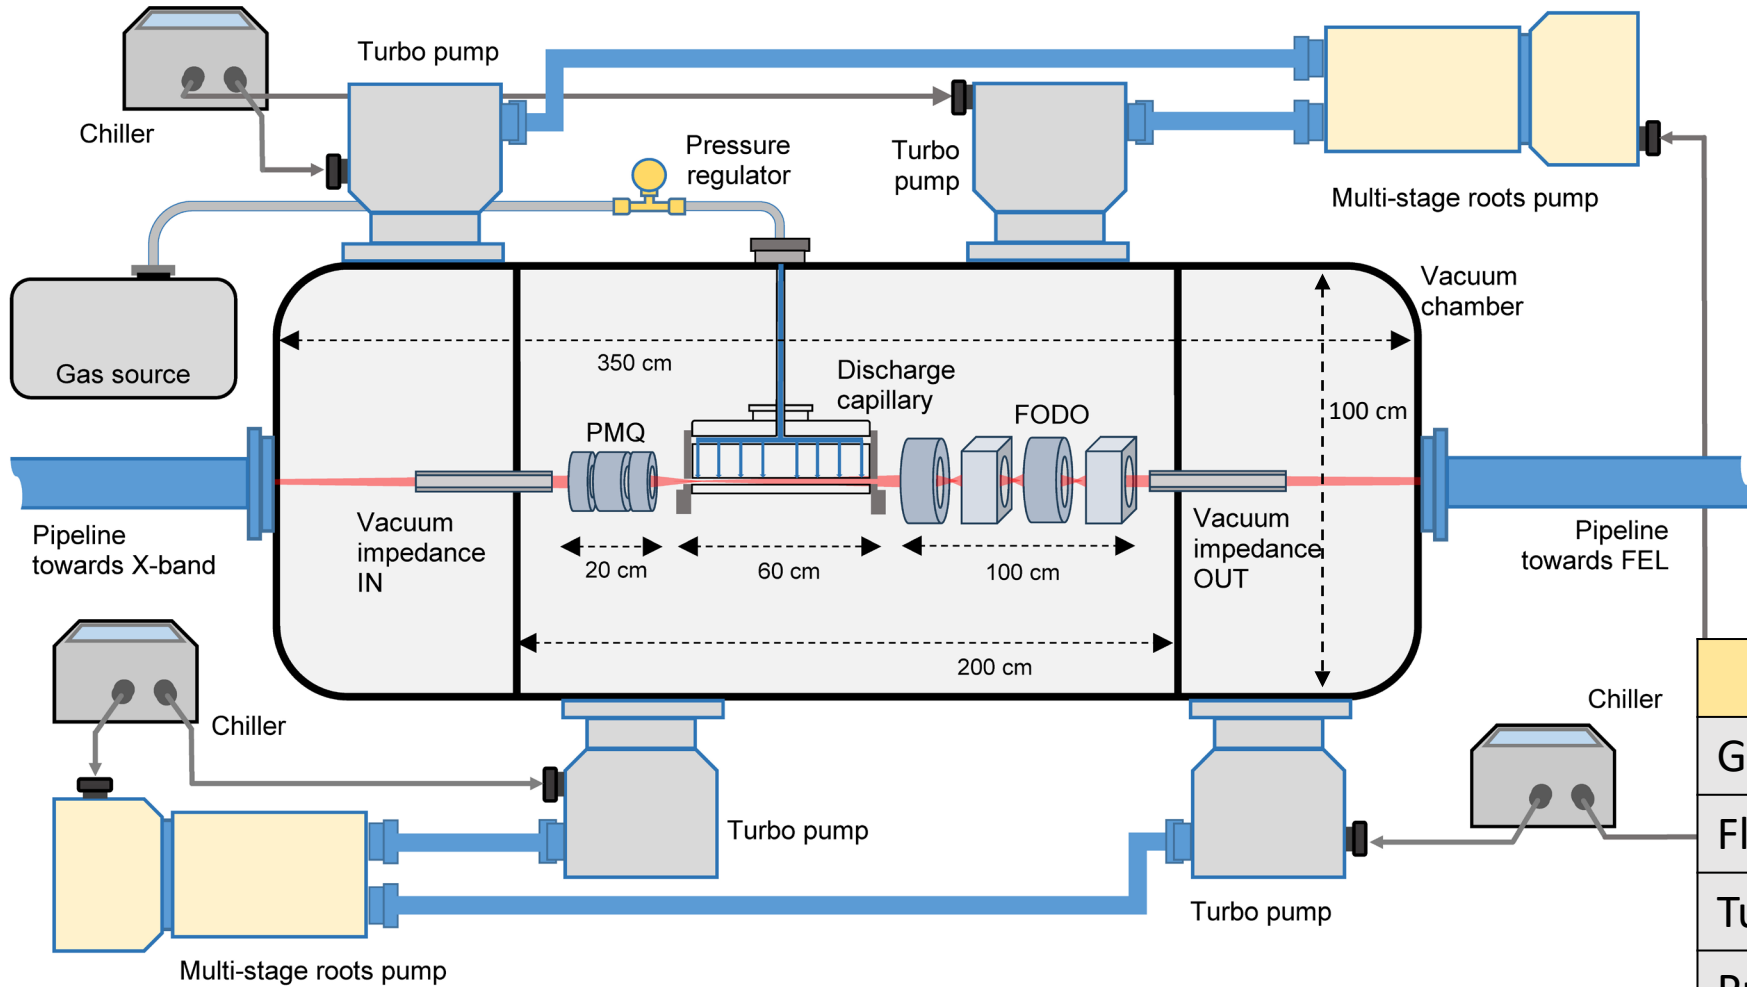 Turbo pump
Chiller
Pressure
regulator
Turbo
pump
Multi-stage roots pump
Gas source
Vacuum
chamber
350 cm
Discharge
capillary
100 cm
PMQ
FODO
Pipeline
towards X-band
Vacuum
impedance
IN
20 cm
60 cm
100 cm
Vacuum
impedance
OUT
Pipeline
towards FEL
200 cm
Chiller
Chiller
Turbo pump
Turbo pump
Multi-stage roots pump
G
Fl
Tu